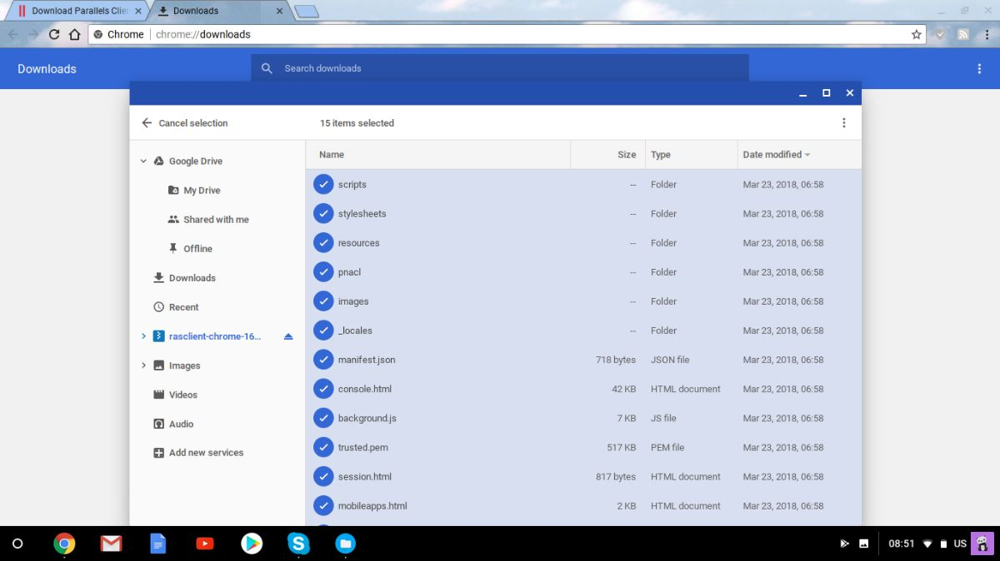 Download Parallels Clie
Downloads
Chrome chrome://downloads
Downloads
Search downloads
Cancel selection
15 items selected
Google Drive
My Drive
Shared with me
Offline
Downloads
Recent
rasclient-chrome-16...
Images
Videos
Audio
Add new services
Name Size Type Date modified
scripts -- Folder Mar 23, 2018, 06:58
stylesheets -- Folder Mar 23, 2018, 06:58
resources -- Folder Mar 23, 2018, 06:58
pnacl -- Folder Mar 23, 2018, 06:58
images -- Folder Mar 23, 2018, 06:58
_locales -- Folder Mar 23, 2018, 06:58
manifest.json 718 bytes JSON file Mar 23, 2018, 06:58
console.html 42 KB HTML document Mar 23, 2018, 06:58
background.js 7 KB JS file Mar 23, 2018, 06:58
trusted.pem 517 KB PEM file Mar 23, 2018, 06:58
session.html 817 bytes HTML document Mar 23, 2018, 06:58
mobileapps.html 2 KB HTML document Mar 23, 2018, 06:58
08:51 US